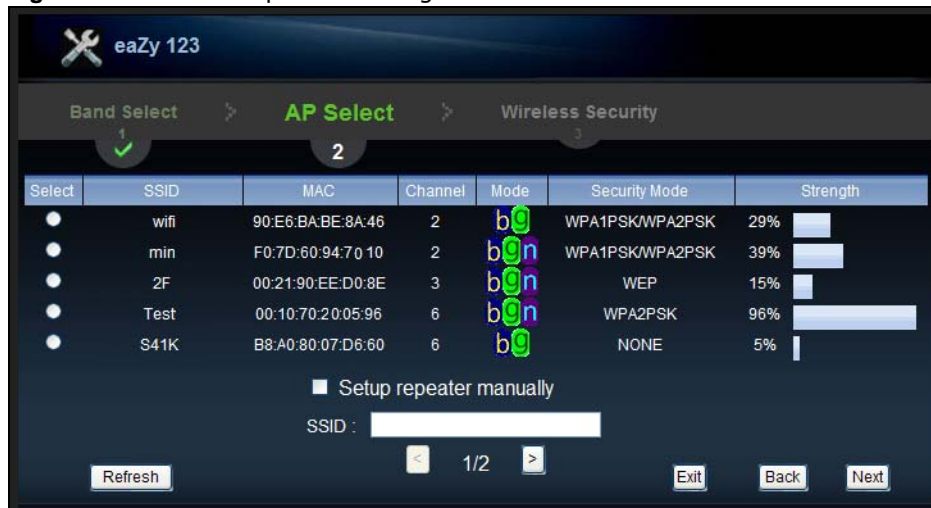 eaZy 123
Band Select > AP Select > Wireless Security
1 2 3
Select SSID MAC Channel Mode Security Mode Strength
wifi 90:E6:BA:BE:8A:46 2 bg WPA1PSK/WPA2PSK 29%
min F0:7D:60:94:7010 2 bgn WPA1PSK/WPA2PSK 39%
2F 00:21:90:EE:D0:8E 3 bgn WEP 15%
Test 00:10:70:20:05:96 6 bgn WPA2PSK 96%
S41K B8:A0:80:07:D6:60 6 bg NONE 5%
Setup repeater manually
SSID :
< 1/2 >
Refresh Exit Back Next